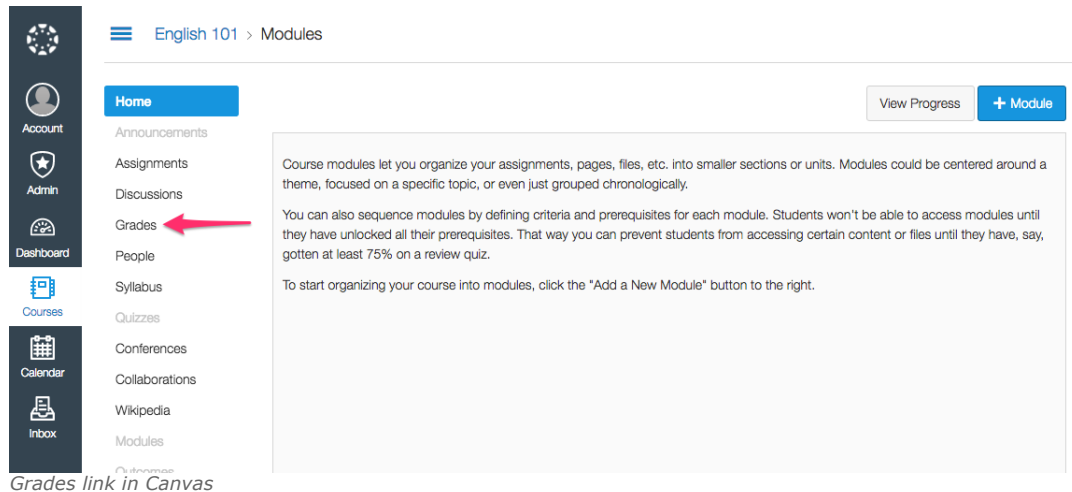 English 101 > Modules
Account
Admin
Dashboard
Courses
Calendar
Inbox
Home
Announcements
Assignments
Discussions
Grades
People
Syllabus
Quizzes
Conferences
Collaborations
Wikipedia
Modules
Outcomes
View Progress
+ Module
Course modules let you organize your assignments, pages, files, etc. into smaller sections or units. Modules could be centered around a
theme, focused on a specific topic, or even just grouped chronologically.
You can also sequence modules by defining criteria and prerequisites for each module. Students won't be able to access modules until
they have unlocked all their prerequisites. That way you can prevent students from accessing certain content or files until they have, say,
gotten at least 75% on a review quiz.
To start organizing your course into modules, click the "Add a New Module" button to the right.
Grades link in Canvas